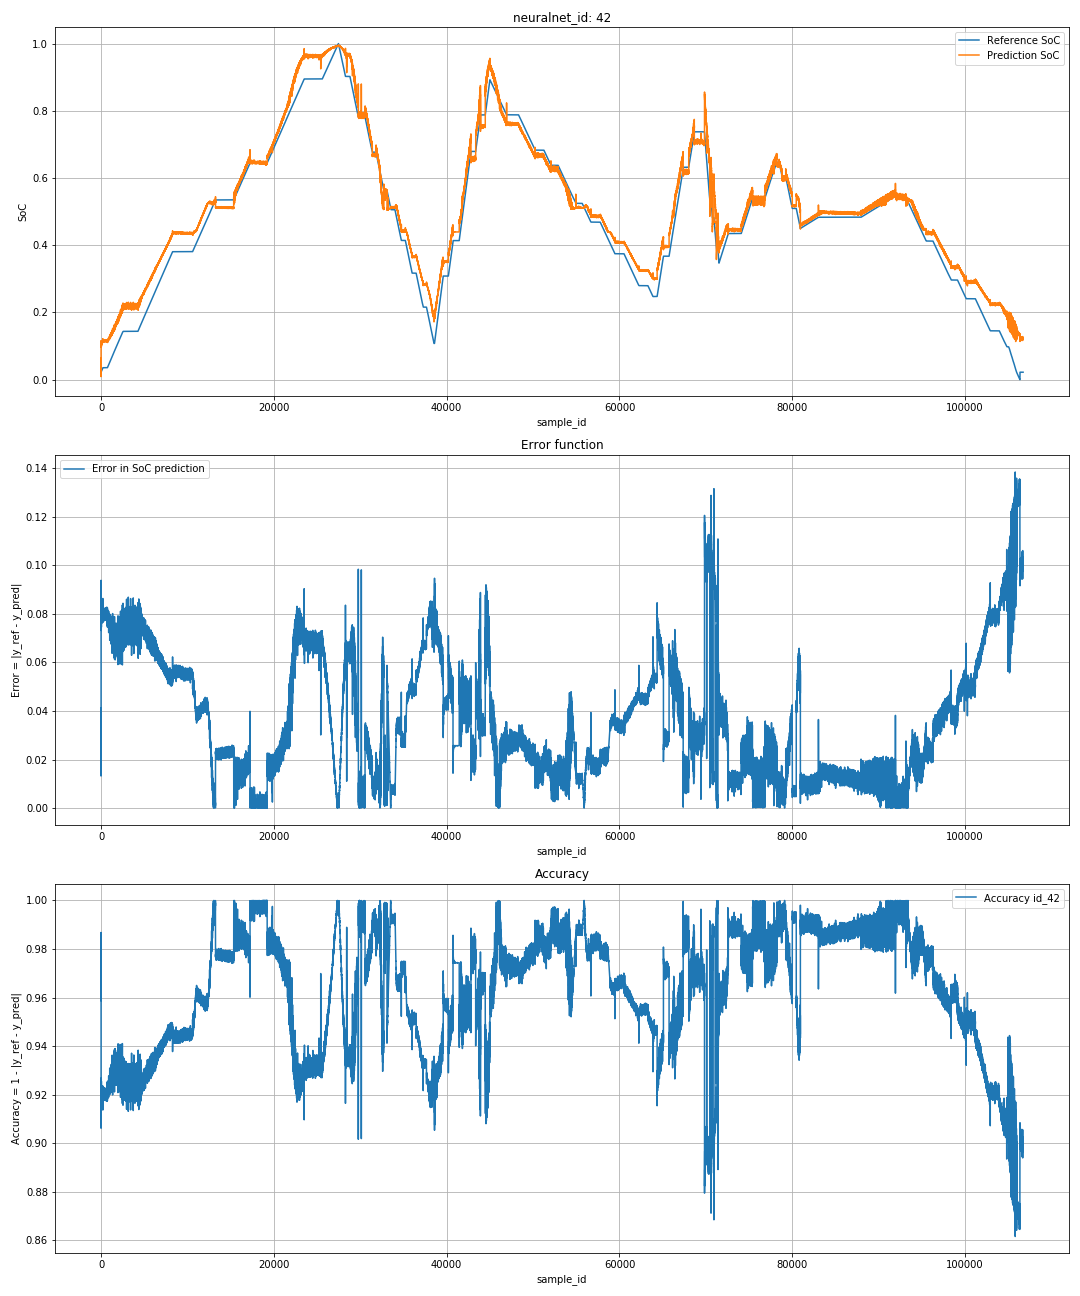 neuralnet_id: 42
1.0
0.8
0.6
0.4
0.2
0.0
SoC
Reference SoC
Prediction SoC
0 20000 40000 60000 80000 100000
sample_id
Error function
0.14
0.12
0.10
0.08
0.06
0.04
0.02
0.00
Error = |y_ref - y_pred|
Error in SoC prediction
0 20000 40000 60000 80000 100000
sample_id
Accuracy
1.00
0.98
0.96
0.94
0.92
0.90
0.88
0.86
Accuracy = 1 - |y_ref - y_pred|
Accuracy id_42
0 20000 40000 60000 80000 100000
sample_id